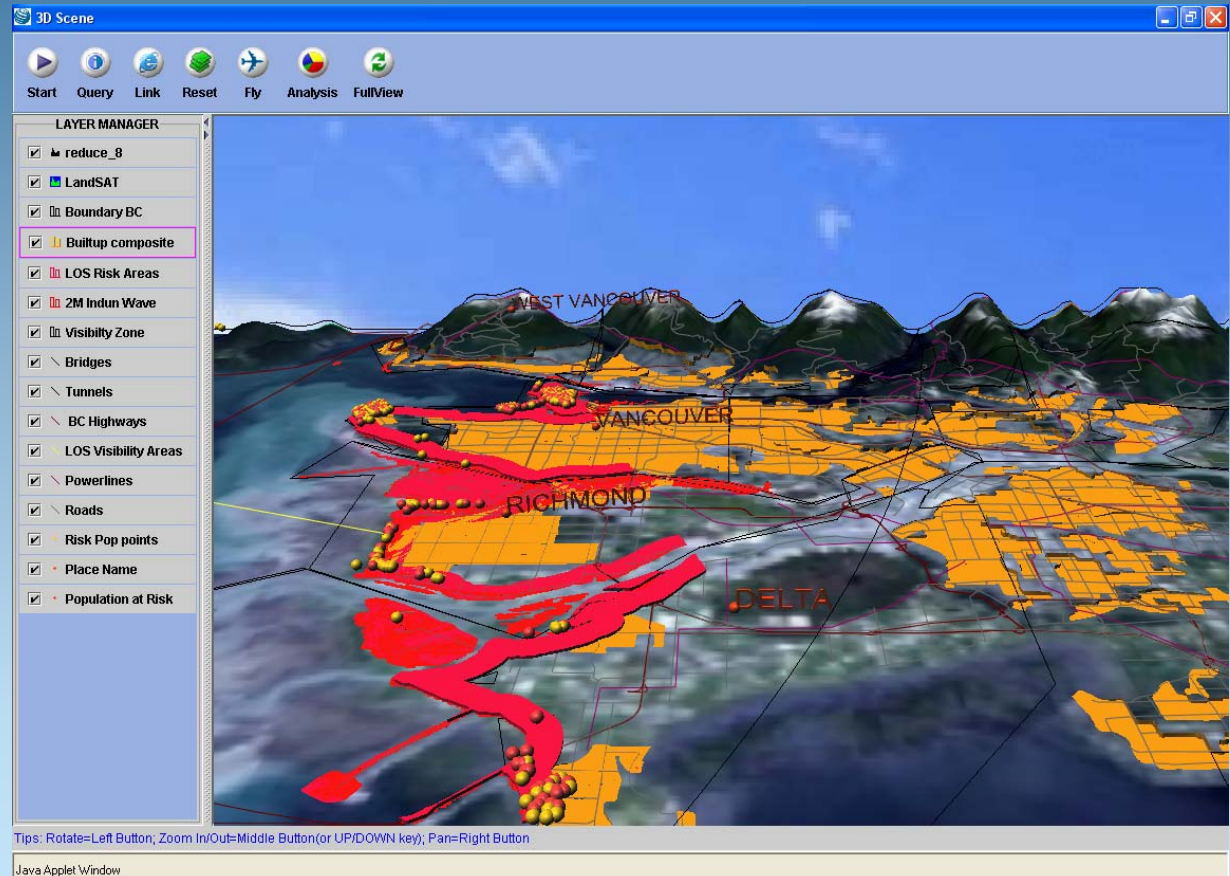 3D Scene
Start Query Link Reset Fly Analysis FullView
LAYER MANAGER
reduce_8
LandSAT
Boundary BC
Builtup composite
LOS Risk Areas
2M Indun Wave
Visibilty Zone
Bridges
Tunnels
BC Highways
LOS Visibility Areas
Powerlines
Roads
Risk Pop points
Place Name
Population at Risk
WEST VANCOUVER
VANCOUVER
RICHMOND
DELTA
Tips: Rotate=Left Button; Zoom In/Out=Middle Button(or UP/DOWN key); Pan=Right Button
Java Applet Window